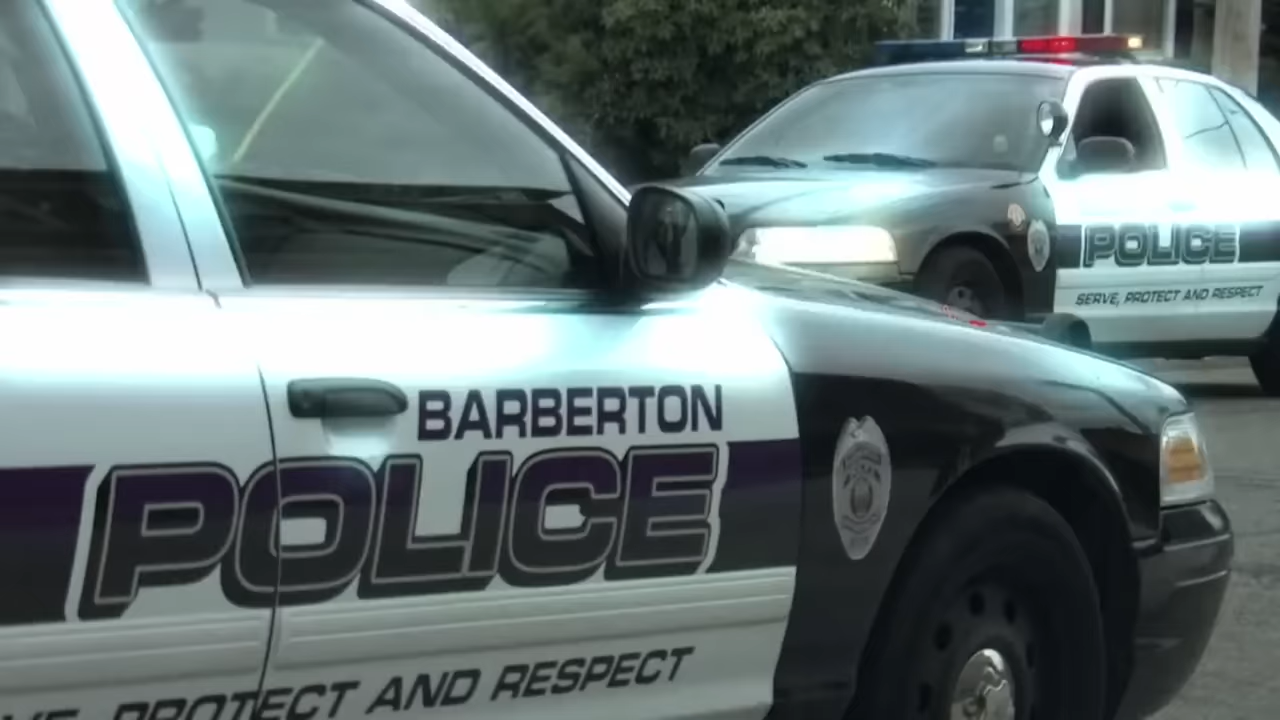 POLICE
SERVE, PROTECT AND RESPECT
BARBERTON
POLICE
PROTECT AND RESPECT